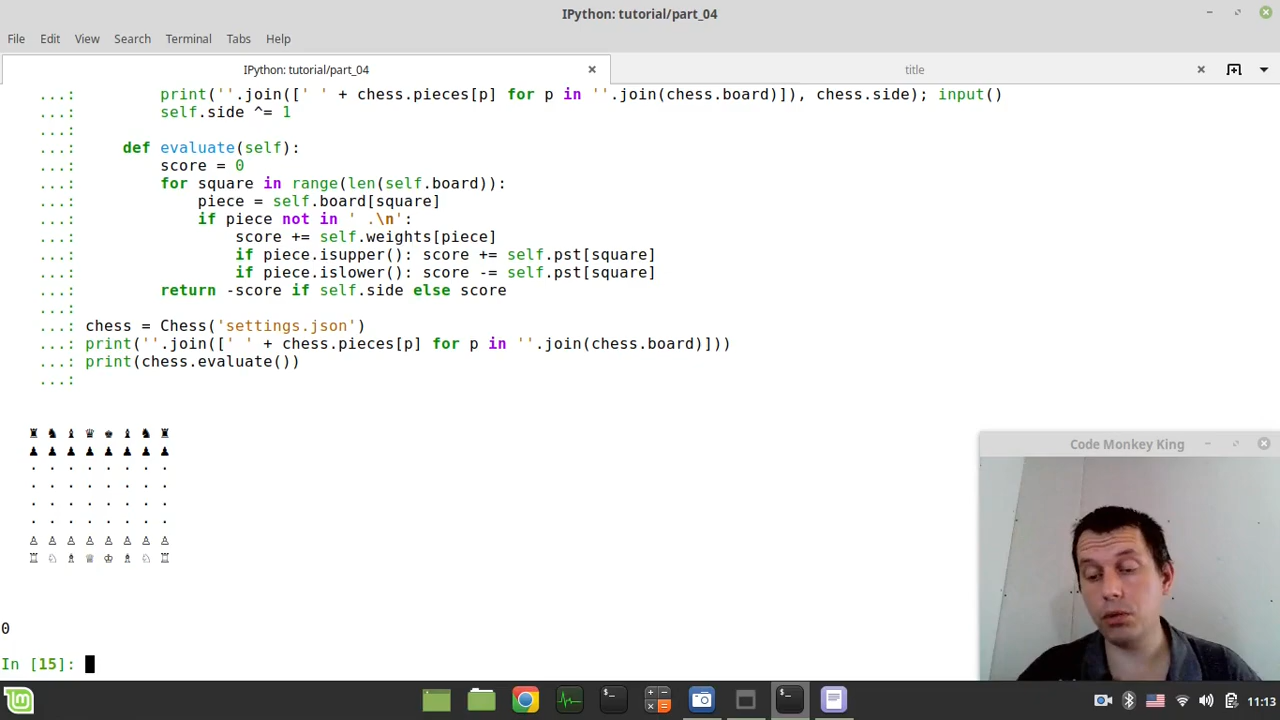 IPython: tutorial/part_04
File Edit View Search Terminal Tabs Help
IPython: tutorial/part_04
title
...: print(''.join([' ' + chess.pieces[p] for p in ''.join(chess.board)]), chess.side); input()
...: self.side ^= 1
...:
...: def evaluate(self):
...: score = 0
...: for square in range(len(self.board)):
...: piece = self.board[square]
...: if piece not in ' .\n':
...: score += self.weights[piece]
...: if piece.isupper(): score += self.pst[square]
...: if piece.islower(): score -= self.pst[square]
...: return -score if self.side else score
...:
...: chess = Chess('settings.json')
...: print(''.join([' ' + chess.pieces[p] for p in ''.join(chess.board)]))
...: print(chess.evaluate())
...:
♜ ♞ ♝ ♛ ♚ ♝ ♞ ♜
♟ ♟ ♟ ♟ ♟ ♟ ♟ ♟
· · · · · · · ·
· · · · · · · ·
· · · · · · · ·
· · · · · · · ·
♙ ♙ ♙ ♙ ♙ ♙ ♙ ♙
♖ ♘ ♗ ♕ ♔ ♗ ♘ ♖
Code Monkey King
0
In [15]:
11:13